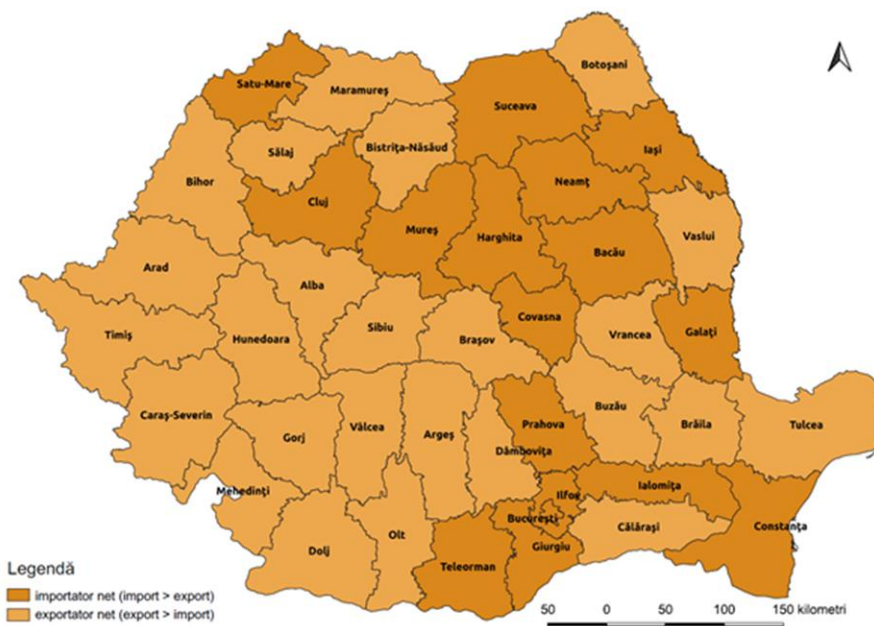 Botoşani
Satu-Mare
Maramureş
Suceava
Iaşi
Sălaj
Bistriţa-Năsăud
Bihor
Neamţ
Cluj
Mureş
Harghita
Vaslui
Bacău
Arad
Alba
Covasna
Timiş
Hunedoara
Sibiu
Braşov
Vrancea
Galaţi
Caraş-Severin
Buzău
Prahova
Brăila
Tulcea
Gorj
Vâlcea
Argeş
Dâmboviţa
Mehedinţi
Ilfov
Ialomiţa
Bucureşti
Constanţa
Călăraşi
Olt
Dolj
Giurgiu
Teleorman
Legendă
importator net (import > export)
exportator net (export > import)
50 0 50 100 150 kilometri